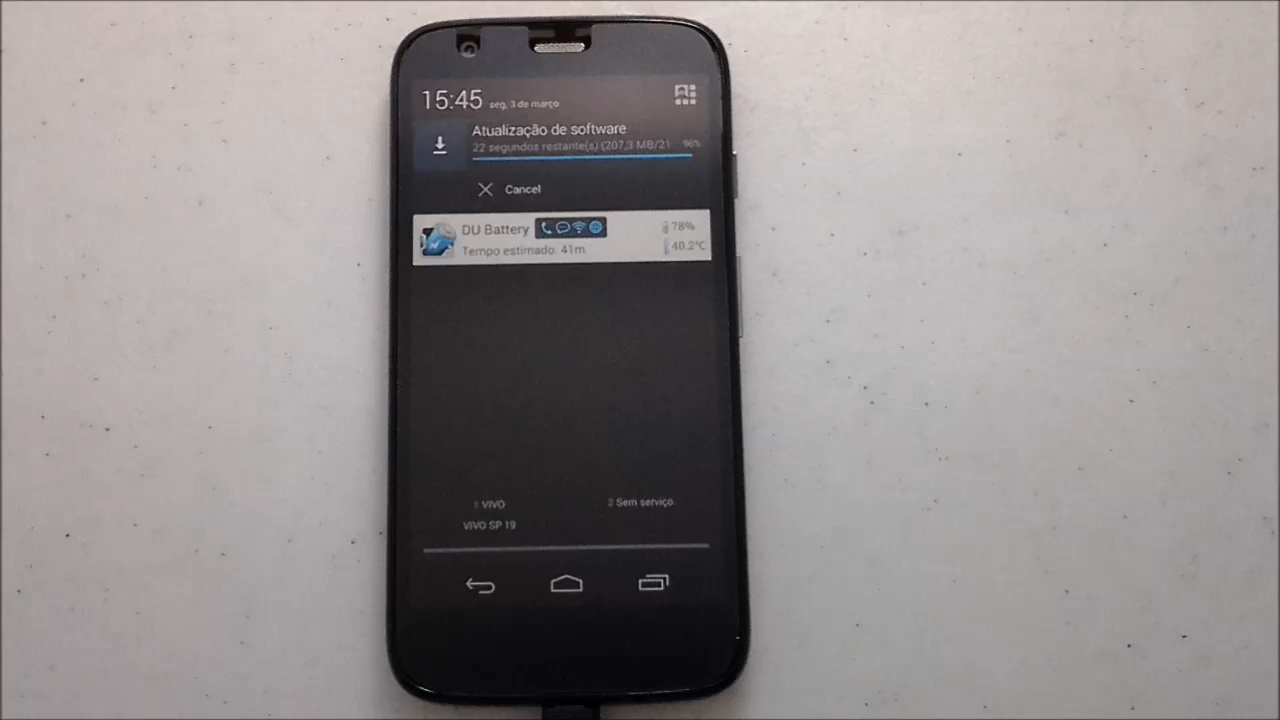 15:45 seg, 3 de março
Atualização de software
22 segundos restante(s) (207,3 MB/21 96%
Cancel
DU Battery 78%
Tempo estimado: 41m 40.2°C
1 VIVO 2 Sem serviço.
VIVO SP 19